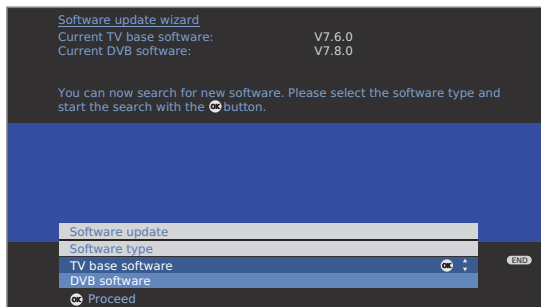 Software update wizard
Current TV base software: V7.6.0
Current DVB software: V7.8.0
You can now search for new software. Please select the software type and
start the search with the OK button.
Software update
Software type
TV base software OK
END
DVB software
OK Proceed